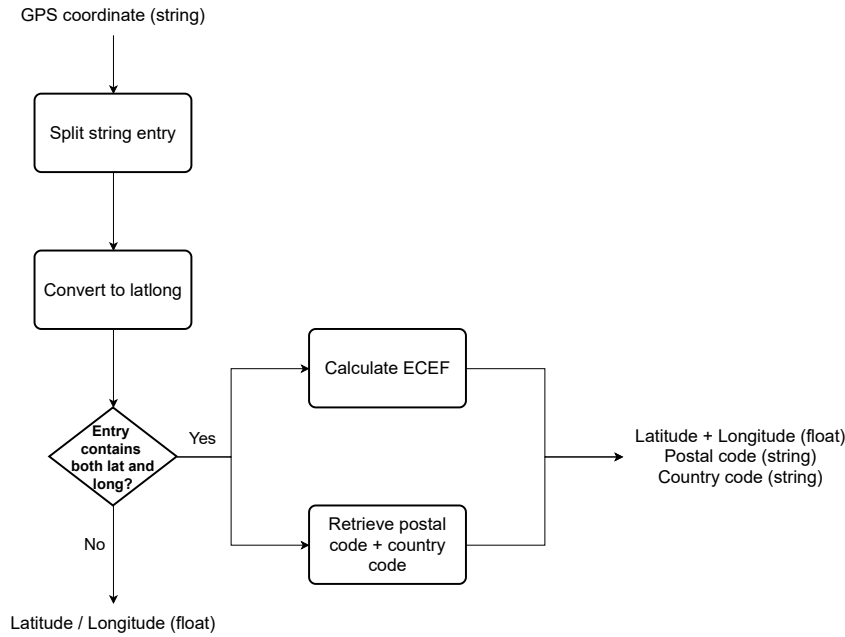 GPS coordinate (string)
Split string entry
Convert to latlong
Entry
contains
both lat and
long?
Yes
No
Calculate ECEF
Retrieve postal
code + country
code
Latitude + Longitude (float)
Postal code (string)
Country code (string)
Latitude / Longitude (float)